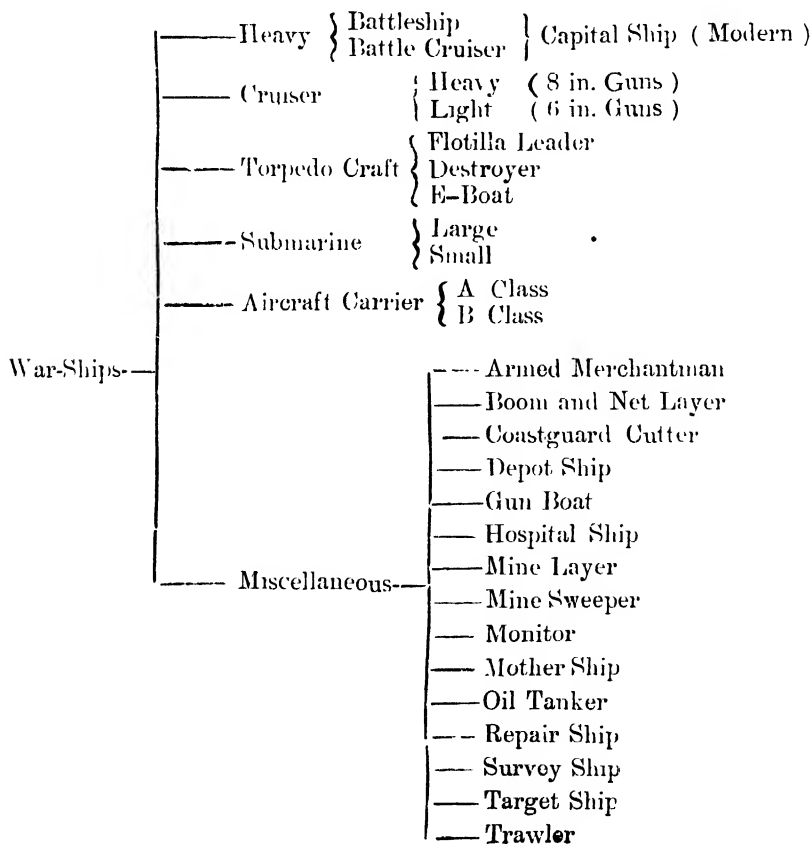 Heavy { Battleship
Battle Cruiser } Capital Ship ( Modern )
Cruiser { Heavy ( 8 in. Guns )
Light ( 6 in. Guns )
Torpedo Craft { Flotilla Leader
Destroyer
E-Boat
Submarine { Large
Small
Aircraft Carrier { A Class
B Class
War-Ships-
Miscellaneous-
Armed Merchantman
Boom and Net Layer
Coastguard Cutter
Depot Ship
Gun Boat
Hospital Ship
Mine Layer
Mine Sweeper
Monitor
Mother Ship
Oil Tanker
Repair Ship
Survey Ship
Target Ship
Trawler